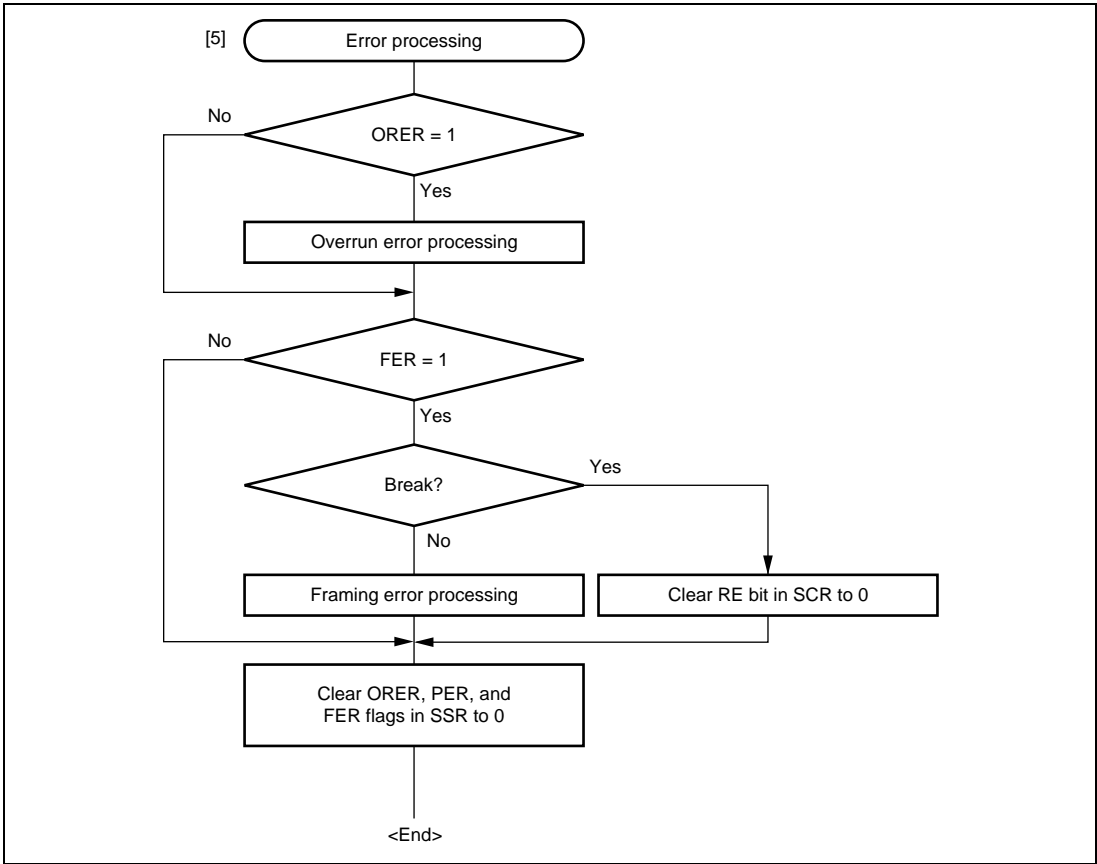 [5] Error processing
No
ORER = 1
Yes
Overrun error processing
No
FER = 1
Yes
Yes
Break?
No
Framing error processing
Clear RE bit in SCR to 0
Clear ORER, PER, and
FER flags in SSR to 0
<End>